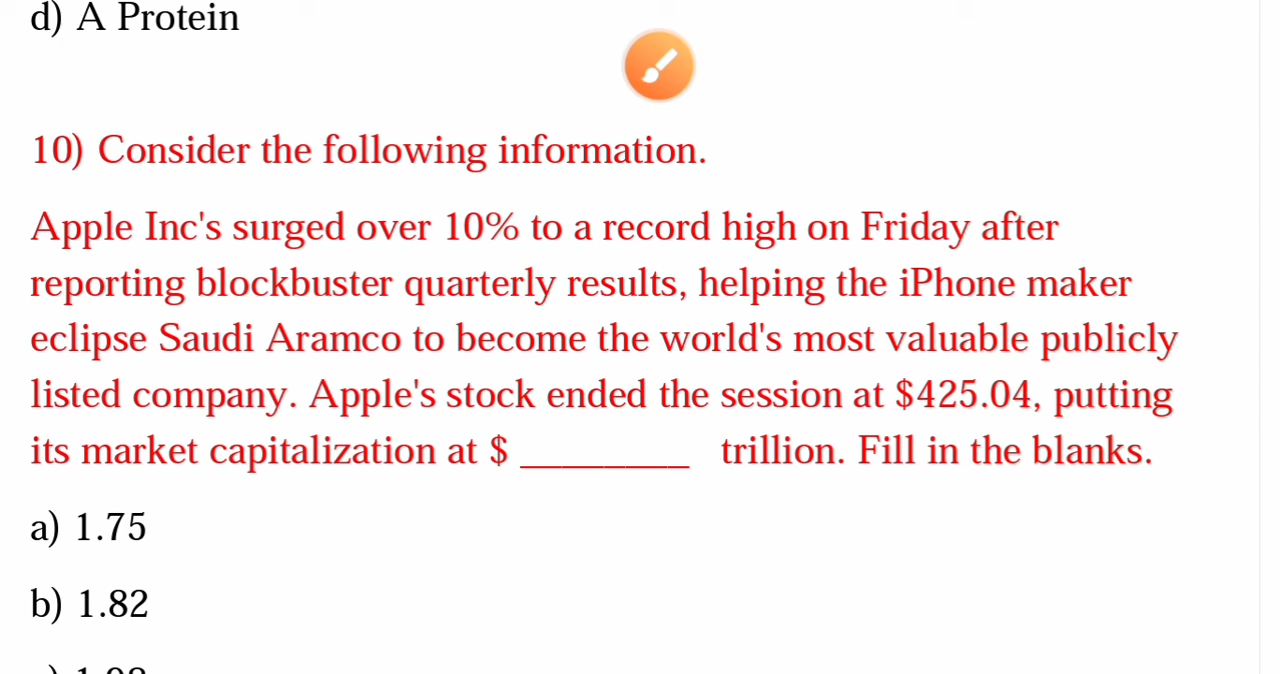 d) A Protein
10) Consider the following information.
Apple Inc's surged over 10% to a record high on Friday after
reporting blockbuster quarterly results, helping the iPhone maker
eclipse Saudi Aramco to become the world's most valuable publicly
listed company. Apple's stock ended the session at $425.04, putting
its market capitalization at $ ________ trillion. Fill in the blanks.
a) 1.75
b) 1.82